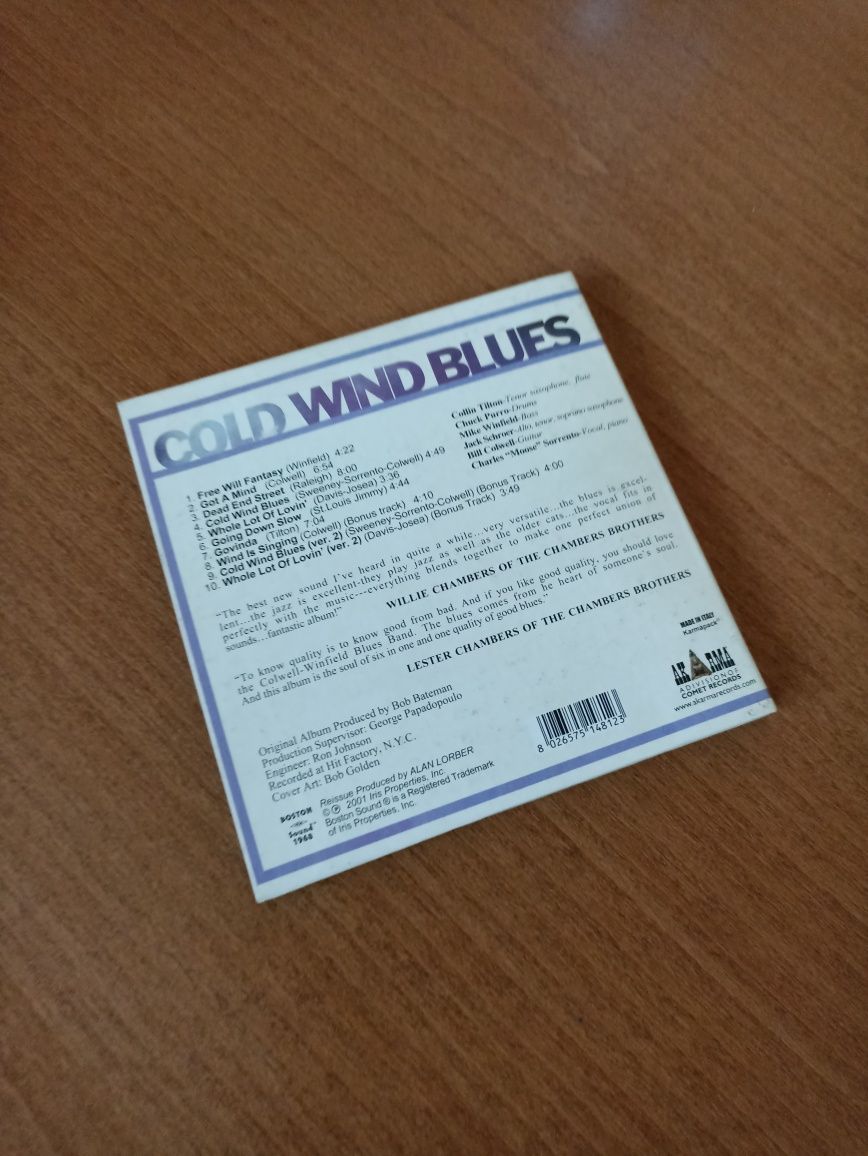 COLD WIND BLUES
1. Free Will Fantasy (Winfield) 4:22
2. Got A Mind (Colwell) 6:54
3. Dead End Street (Raleigh) 8:00
4. Cold Wind Blues (Sweeney-Sorrento-Colwell) 4:49
5. Whole Lot Of Lovin' (Davis-Josea) 3:36
6. Going Down Slow (St.Louis Jimmy) 4:44
7. Govinda (Tilton) 7:04
8. Wind Is Singing (Colwell) (Bonus track) 4:10
9. Cold Wind Blues (ver. 2) (Sweeney-Sorrento-Colwell) (Bonus Track) 4:00
10. Whole Lot Of Lovin' (ver. 2) (Davis-Josea) (Bonus Track) 3:49
Collin Tilton-Tenor saxophone, flute
Chuck Purro-Drums
Mike Winfield-Bass
Jack Schroer-Alto, tenor, soprano saxophone
Bill Colwell-Guitar
Charles "Moose" Sorrento-Vocal, piano
"The best new sound I've heard in quite a while...very versatile...the blues is excel-
lent...the jazz is excellent-they play jazz as well as the older cats...the vocal fits in
perfectly with the music---everything blends together to make one perfect union of
sounds...fantastic album!"
WILLIE CHAMBERS OF THE CHAMBERS BROTHERS
"To know quality is to know good from bad. And if you like good quality, you should love
the Colwell-Winfield Blues Band. The blues comes from he heart of someone's soul.
And this album is the soul of six in one and one quality of good blues."
LESTER CHAMBERS OF THE CHAMBERS BROTHERS
Original Album Produced by Bob Bateman
Production Supervisor: George Papadopoulo
Engineer: Ron Johnson
Recorded at Hit Factory, N.Y.C.
Cover Art: Bob Golden
BOSTON
Sound
1968
Reissue Produced by ALAN LORBER
©℗ 2001 Iris Properties, Inc.
Boston Sound ® is a Registered Trademark
of Iris Properties, Inc.
8 026575 148123
MADE IN ITALY
Karmapack
AKARMA
A DIVISION OF
COMET RECORDS
www.akarmarecords.com